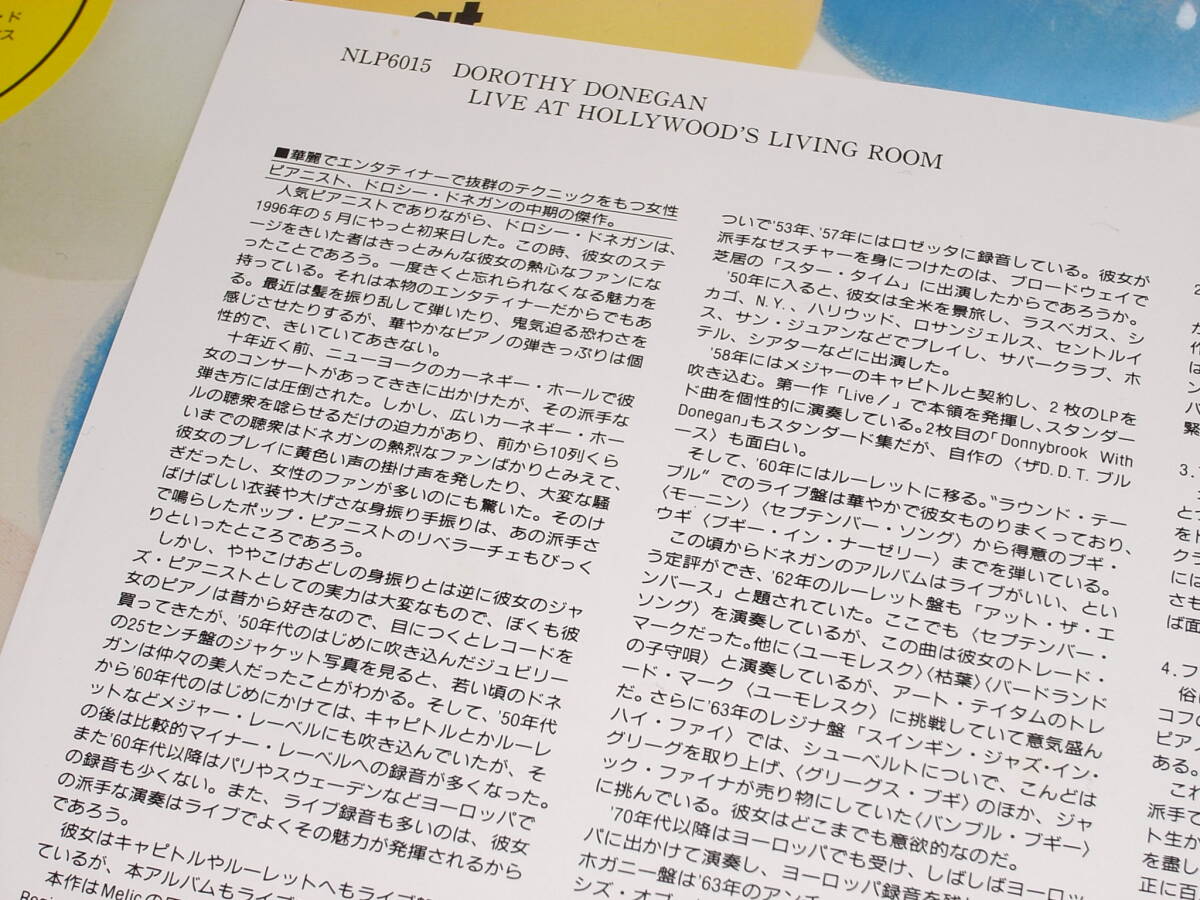 ード
NLP6015 DOROTHY DONEGAN
LIVE AT HOLLYWOOD'S LIVING ROOM
■華麗でエンタティナーで抜群のテクニックをもつ女性
ピアニスト、ドロシー・ドネガンの中期の傑作。
人気ピアニストでありながら、ドロシー・ドネガンは、
1996年の5月にやっと初来日した。この時、彼女のステ
ージをきいた者はきっとみんな彼女の熱心なファンにな
ったことであろう。一度きくと忘れられなくなる魅力を
持っている。それは本物のエンタティナーだからでもあ
る。最近は髪を振り乱して弾いたり、鬼気迫る恐わさを
感じさせたりするが、華やかなピアノの弾きっぷりは個
性的で、きいていてあきない。
十年近く前、ニューヨークのカーネギー・ホールで彼
女のコンサートがあってききに出かけたが、その派手な
弾き方には圧倒された。しかし、広いカーネギー・ホー
ルの聴衆を唸らせるだけの迫力があり、前から10列くら
いまでの聴衆はドネガンの熱烈なファンばかりとみえて、
彼女のプレイに黄色い声の掛け声を発したり、大変な騒
ぎだったし、女性のファンが多いのにも驚いた。そのけ
ばけばしい衣装や大げさな身振り手振りは、あの派手さ
で鳴らしたポップ・ピアニストのリベラーチェもびっく
りといったところであろう。
しかし、ややこけおどしの身振りとは逆に彼女のジャ
ズ・ピアニストとしての実力は大変なもので、ぼくも彼
女のピアノは昔から好きなので、目につくとレコードを
買ってきたが、'50年代のはじめに吹き込んだジュビリー
の25センチ盤のジャケット写真を見ると、若い頃のドネ
ガンは仲々の美人だったことがわかる。そして、'50年代
から'60年代のはじめにかけては、キャピトルとかルーレ
ットなどメジャー・レーベルにも吹き込んでいたが、そ
の後は比較的マイナー・レーベルへの録音が多くなった。
また'60年代以降はパリやスウェーデンなどヨーロッパで
の録音も少くない。また、ライブ録音も多いのは、彼女
の派手な演奏はライブでよくその魅力が発揮されるから
であろう。
彼女はキャピトルやルーレットへもライブ
ているが、本アルバムもライブ
本作はMelicの
ついで'53年、'57年にはロゼッタに録音している。彼女が
派手なゼスチャーを身につけたのは、ブロードウェイで
芝居の「スター・タイム」に出演したからであろうか。
'50年に入ると、彼女は全米を景旅し、ラスベガス、シ
カゴ、N.Y.、ハリウッド、ロサンジェルス、セントルイ
ス、サン・ジュアンなどでプレイし、サパークラブ、ホ
テル、シアターなどに出演した。
'58年にはメジャーのキャピトルと契約し、2枚のLPを
吹き込む。第一作「Live!」で本領を発揮し、スタンダー
ド曲を個性的に演奏している。2枚目の「Donnybrook With
Donegan」もスタンダード集だが、自作の〈ザD.D.T.ブル
ース〉も面白い。
そして、'60年にはルーレットに移る。"ラウンド・テー
ブル"でのライブ盤は華やかで彼女ものりまくっており、
〈モーニン〉〈セプテンバー・ソング〉から得意のブギ・
ウギ〈ブギー・イン・ナーゼリー〉までを弾いている。
この頃からドネガンのアルバムはライブがいい、とい
う定評ができ、'62年のルーレット盤も「アット・ザ・エ
ンバース」と題されていた。ここでも〈セプテンバー・
ソング〉を演奏しているが、この曲は彼女のトレード・
マークだった。他に〈ユーモレスク〉〈枯葉〉〈バードランド
の子守唄〉と演奏しているが、アート・テイタムのトレ
ード・マーク〈ユーモレスク〉に挑戦していて意気盛ん
だ。さらに'63年のレジナ盤「スインギン・ジャズ・イン・
ハイ・ファイ」では、シューベルトについで、こんどは
グリーグを取り上げ、〈グリーグス・ブギ〉のほか、ジャ
ック・ファイナが売り物にしていた〈バンブル・ブギー〉
に挑んでいる。彼女はどこまでも意欲的なのだ。
'70年代以降はヨーロッパでも受け、しばしばヨーロッ
パに出かけて演奏し、ヨーロッパ録音を残
ホガニー盤は'63年のアン
シズ・オブ
3.
4.フ
俗い
コフの
ピアノ
ある。
これ
派手で
ト生か
を盡し
正に百